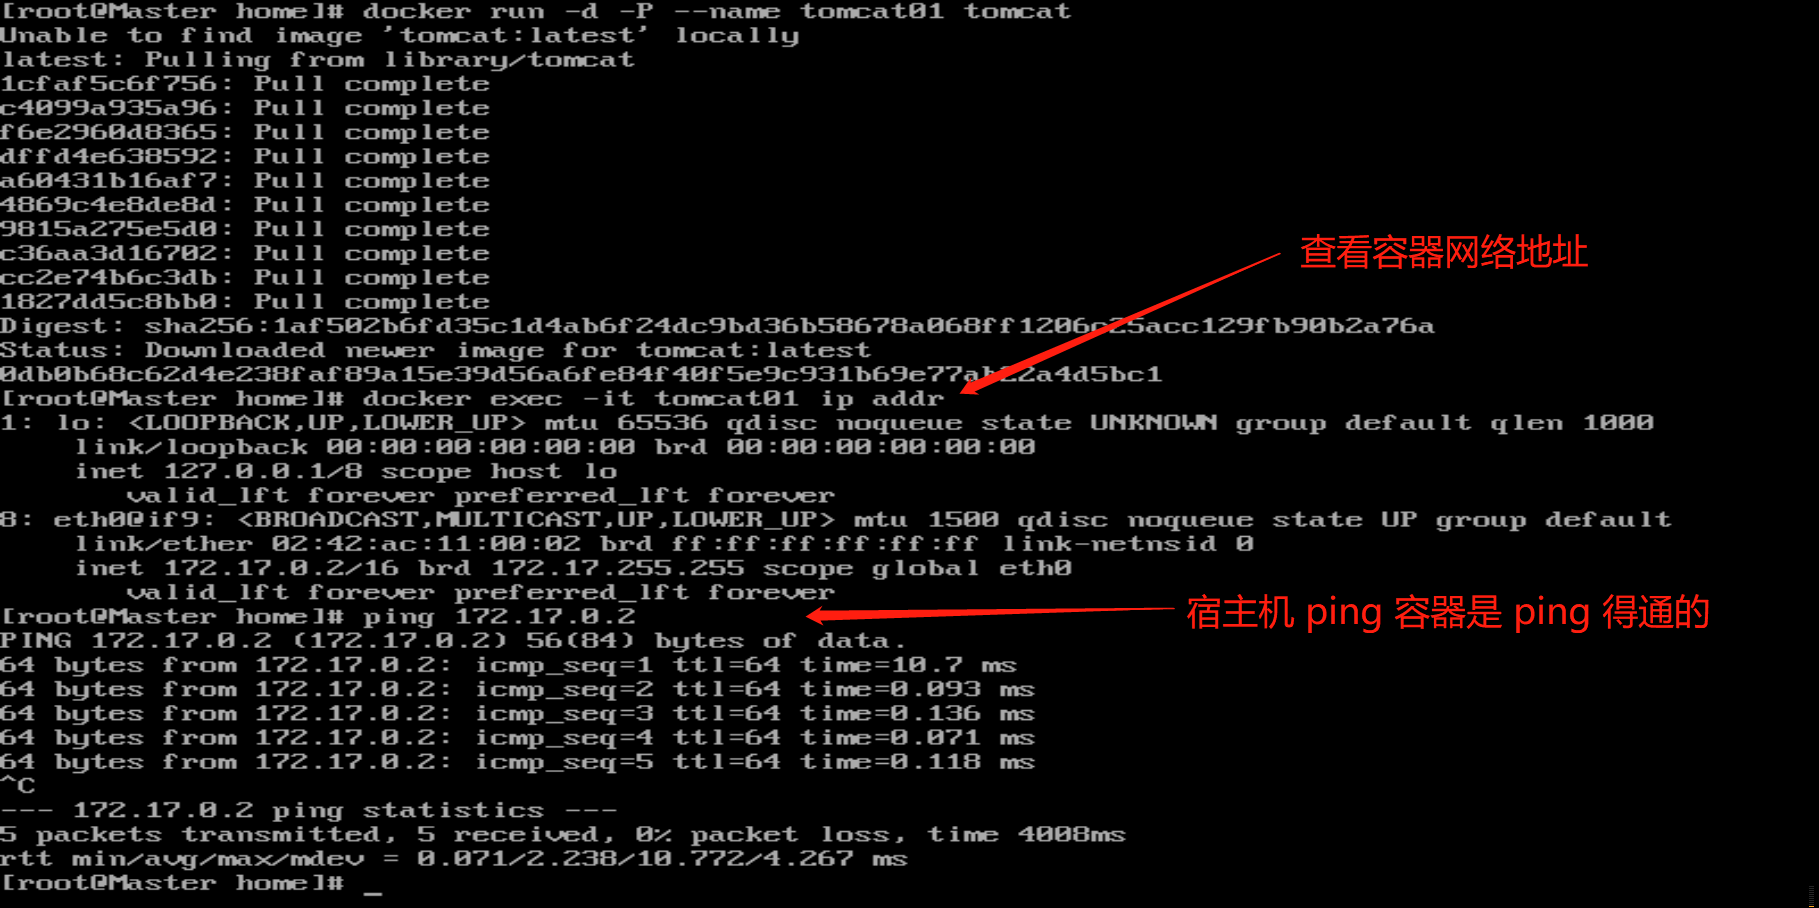 [root@Master home]# docker run -d -P --name tomcat01 tomcat
Unable to find image 'tomcat:latest' locally
latest: Pulling from library/tomcat
1cfaf5c6f756: Pull complete
c4099a935a96: Pull complete
f6e2960d8365: Pull complete
dffd4e638592: Pull complete
a60431b16af7: Pull complete
4869c4e8de8d: Pull complete
9815a275e5d0: Pull complete
c36aa3d16702: Pull complete
cc2e74b6c3db: Pull complete
1827dd5c8bb0: Pull complete
查看容器网络地址
Digest: sha256:1af502b6fd35c1d4ab6f24dc9bd36b58678a068ff1206c25acc129fb90b2a76a
Status: Downloaded newer image for tomcat:latest
0db0b68c62d4e238faf89a15e39d56a6fe84f40f5e9c931b69e77ab22a4d5bc1
[root@Master home]# docker exec -it tomcat01 ip addr
1: lo: <LOOPBACK,UP,LOWER_UP> mtu 65536 qdisc noqueue state UNKNOWN group default qlen 1000
    link/loopback 00:00:00:00:00:00 brd 00:00:00:00:00:00
    inet 127.0.0.1/8 scope host lo
       valid_lft forever preferred_lft forever
8: eth0@if9: <BROADCAST,MULTICAST,UP,LOWER_UP> mtu 1500 qdisc noqueue state UP group default
    link/ether 02:42:ac:11:00:02 brd ff:ff:ff:ff:ff:ff link-netnsid 0
    inet 172.17.0.2/16 brd 172.17.255.255 scope global eth0
       valid_lft forever preferred_lft forever
[root@Master home]# ping 172.17.0.2
宿主机 ping 容器是 ping 得通的
PING 172.17.0.2 (172.17.0.2) 56(84) bytes of data.
64 bytes from 172.17.0.2: icmp_seq=1 ttl=64 time=10.7 ms
64 bytes from 172.17.0.2: icmp_seq=2 ttl=64 time=0.093 ms
64 bytes from 172.17.0.2: icmp_seq=3 ttl=64 time=0.136 ms
64 bytes from 172.17.0.2: icmp_seq=4 ttl=64 time=0.071 ms
64 bytes from 172.17.0.2: icmp_seq=5 ttl=64 time=0.118 ms
^C
--- 172.17.0.2 ping statistics ---
5 packets transmitted, 5 received, 0% packet loss, time 4008ms
rtt min/avg/max/mdev = 0.071/2.238/10.772/4.267 ms
[root@Master home]# _